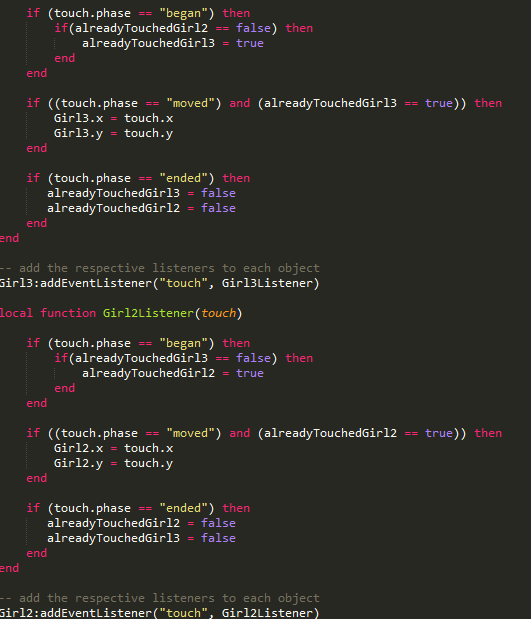 if (touch.phase == "began") then
if(alreadyTouchedGirl2 == false) then
alreadyTouchedGirl3 = true
end
end
if ((touch.phase == "moved") and (alreadyTouchedGirl3 == true)) then
Girl3.x = touch.x
Girl3.y = touch.y
end
if (touch.phase == "ended") then
alreadyTouchedGirl3 = false
alreadyTouchedGirl2 = false
end
end
-- add the respective listeners to each object
Girl3:addEventListener("touch", Girl3Listener)
local function Girl2Listener(touch)
if (touch.phase == "began") then
if(alreadyTouchedGirl3 == false) then
alreadyTouchedGirl2 = true
end
end
if ((touch.phase == "moved") and (alreadyTouchedGirl2 == true)) then
Girl2.x = touch.x
Girl2.y = touch.y
end
if (touch.phase == "ended") then
alreadyTouchedGirl2 = false
alreadyTouchedGirl3 = false
end
end
-- add the respective listeners to each object
Girl2:addEventListener("touch", Girl2Listener)